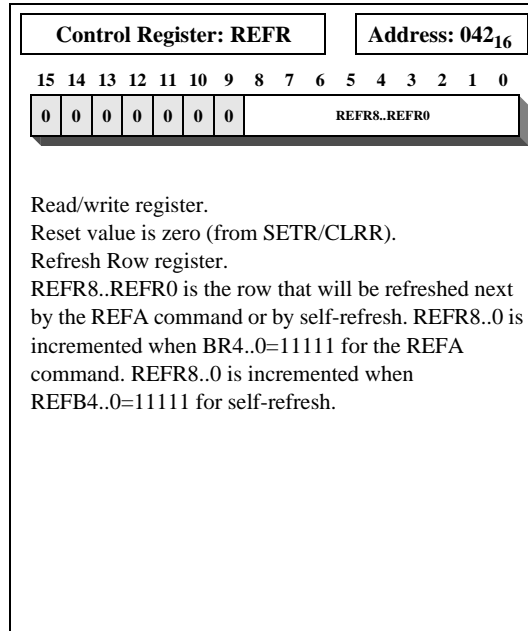 Control Register: REFR
Address: 042₁₆
15 14 13 12 11 10 9 8 7 6 5 4 3 2 1 0
0 0 0 0 0 0 0 REFR8..REFR0
Read/write register.
Reset value is zero (from SETR/CLRR).
Refresh Row register.
REFR8..REFR0 is the row that will be refreshed next
by the REFA command or by self-refresh. REFR8..0 is
incremented when BR4..0=11111 for the REFA
command. REFR8..0 is incremented when
REFB4..0=11111 for self-refresh.